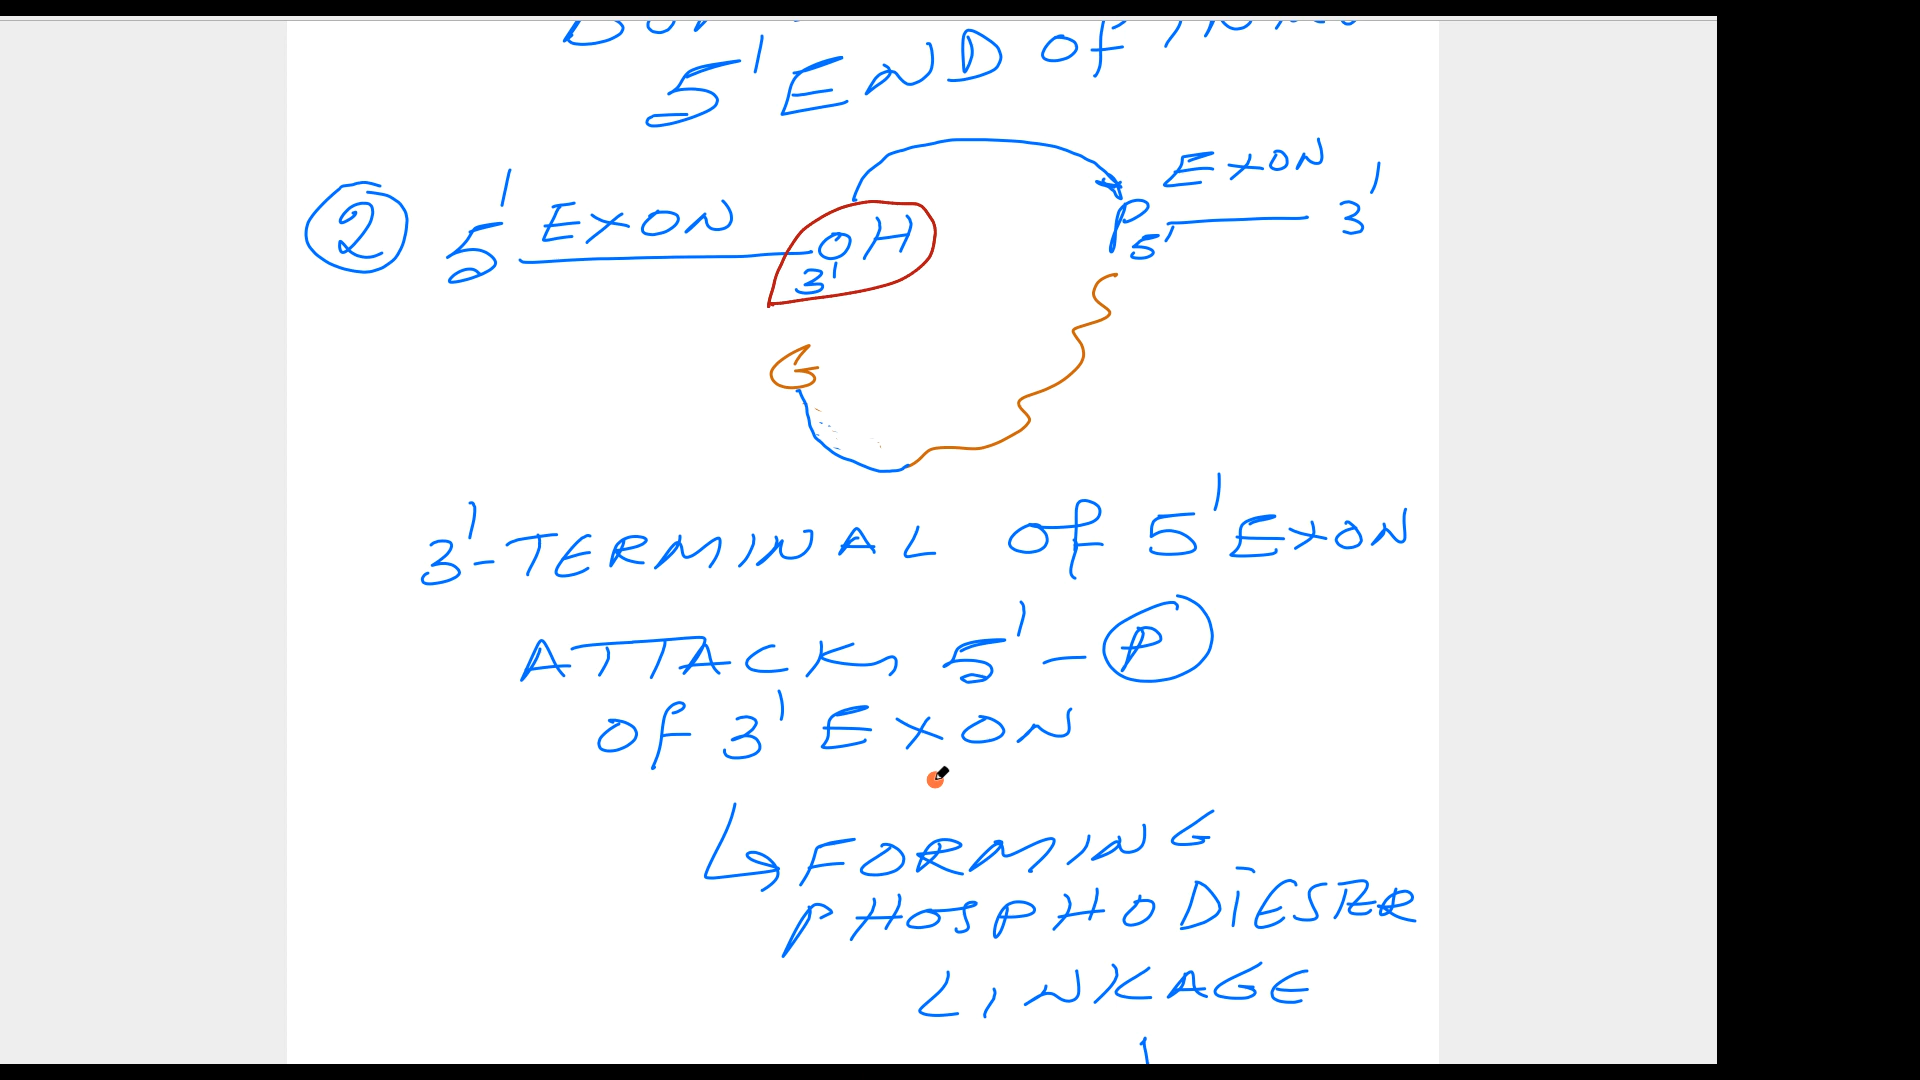 5' END Of
② 5' EXON OH 3' P 5' EXON 3'
G
3'-TERMINAL Of 5' EXON
ATTACKS 5' - P
Of 3' EXON
↳ FORMING
PHOSPHODIESTER
LINKAGE